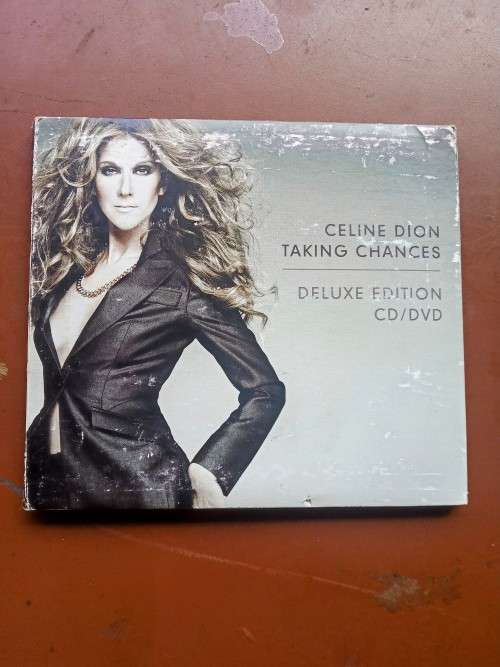 CELINE DION
TAKING CHANCES
DELUXE EDITION
CD/DVD